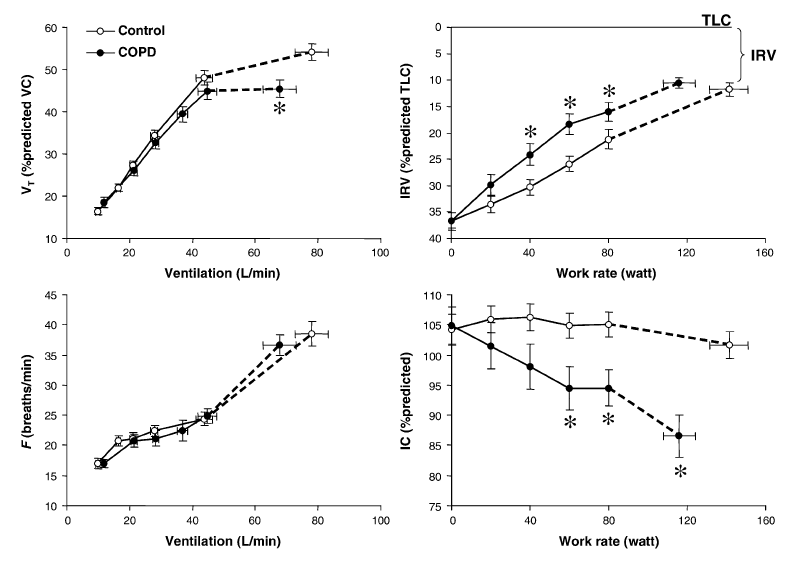 Control
COPD
V_T (%predicted VC)
60
50
40
30
20
10
*
0 20 40 60 80 100
Ventilation (L/min)
TLC
IRV
IRV (%predicted TLC)
0
5
10
15
20
25
30
35
40
* * *
0 40 80 120 160
Work rate (watt)
F (breaths/min)
45
40
35
30
25
20
15
10
0 20 40 60 80 100
Ventilation (L/min)
IC (%predicted)
110
105
100
95
90
85
80
75
* * *
0 40 80 120 160
Work rate (watt)